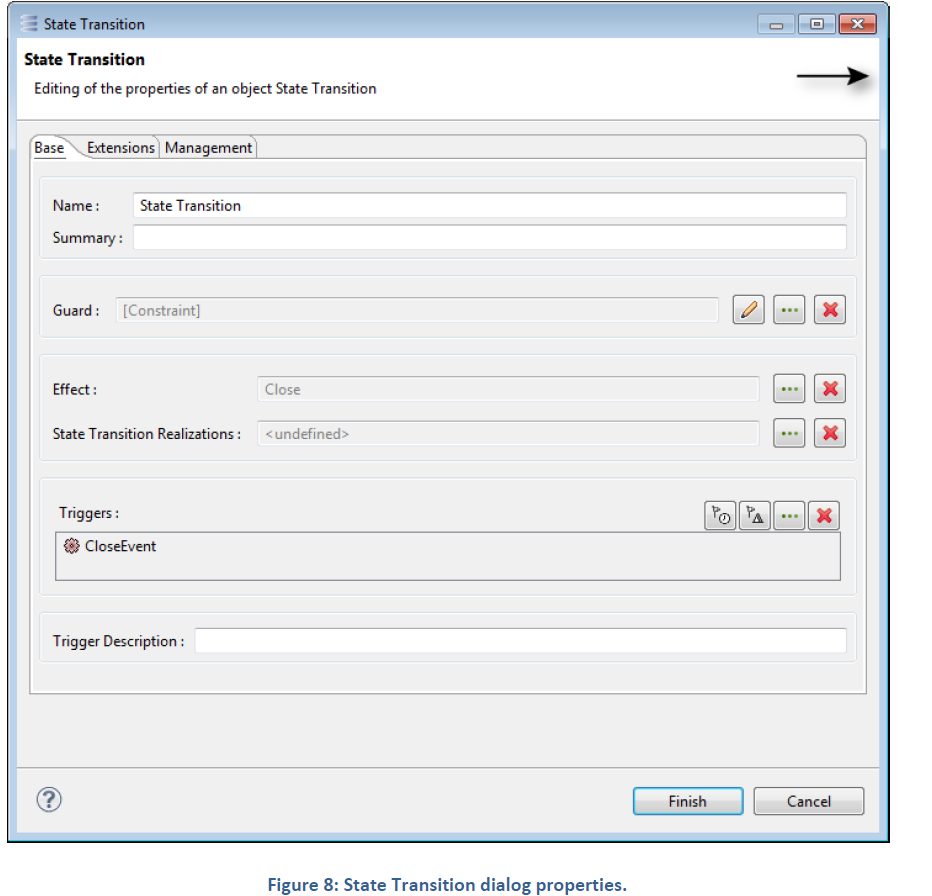 State Transition
State Transition
Editing of the properties of an object State Transition
Base Extensions Management
Name : State Transition
Summary :
Guard : [Constraint]
Effect : Close
State Transition Realizations : <undefined>
Triggers :
CloseEvent
Trigger Description :
Finish Cancel
Figure 8: State Transition dialog properties.